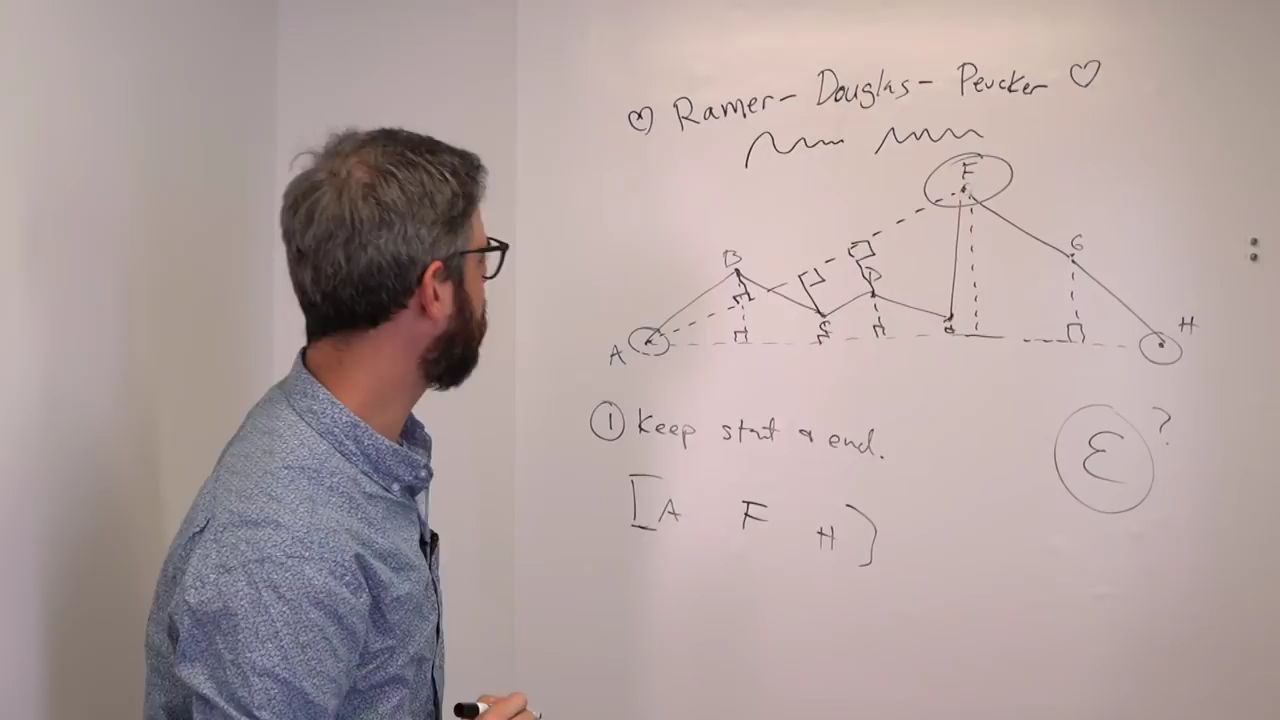 ♡ Ramer - Douglas - Peucker ♡
F
B
G
D
C
A
H
① Keep start & end.
ε ?
[A F H]